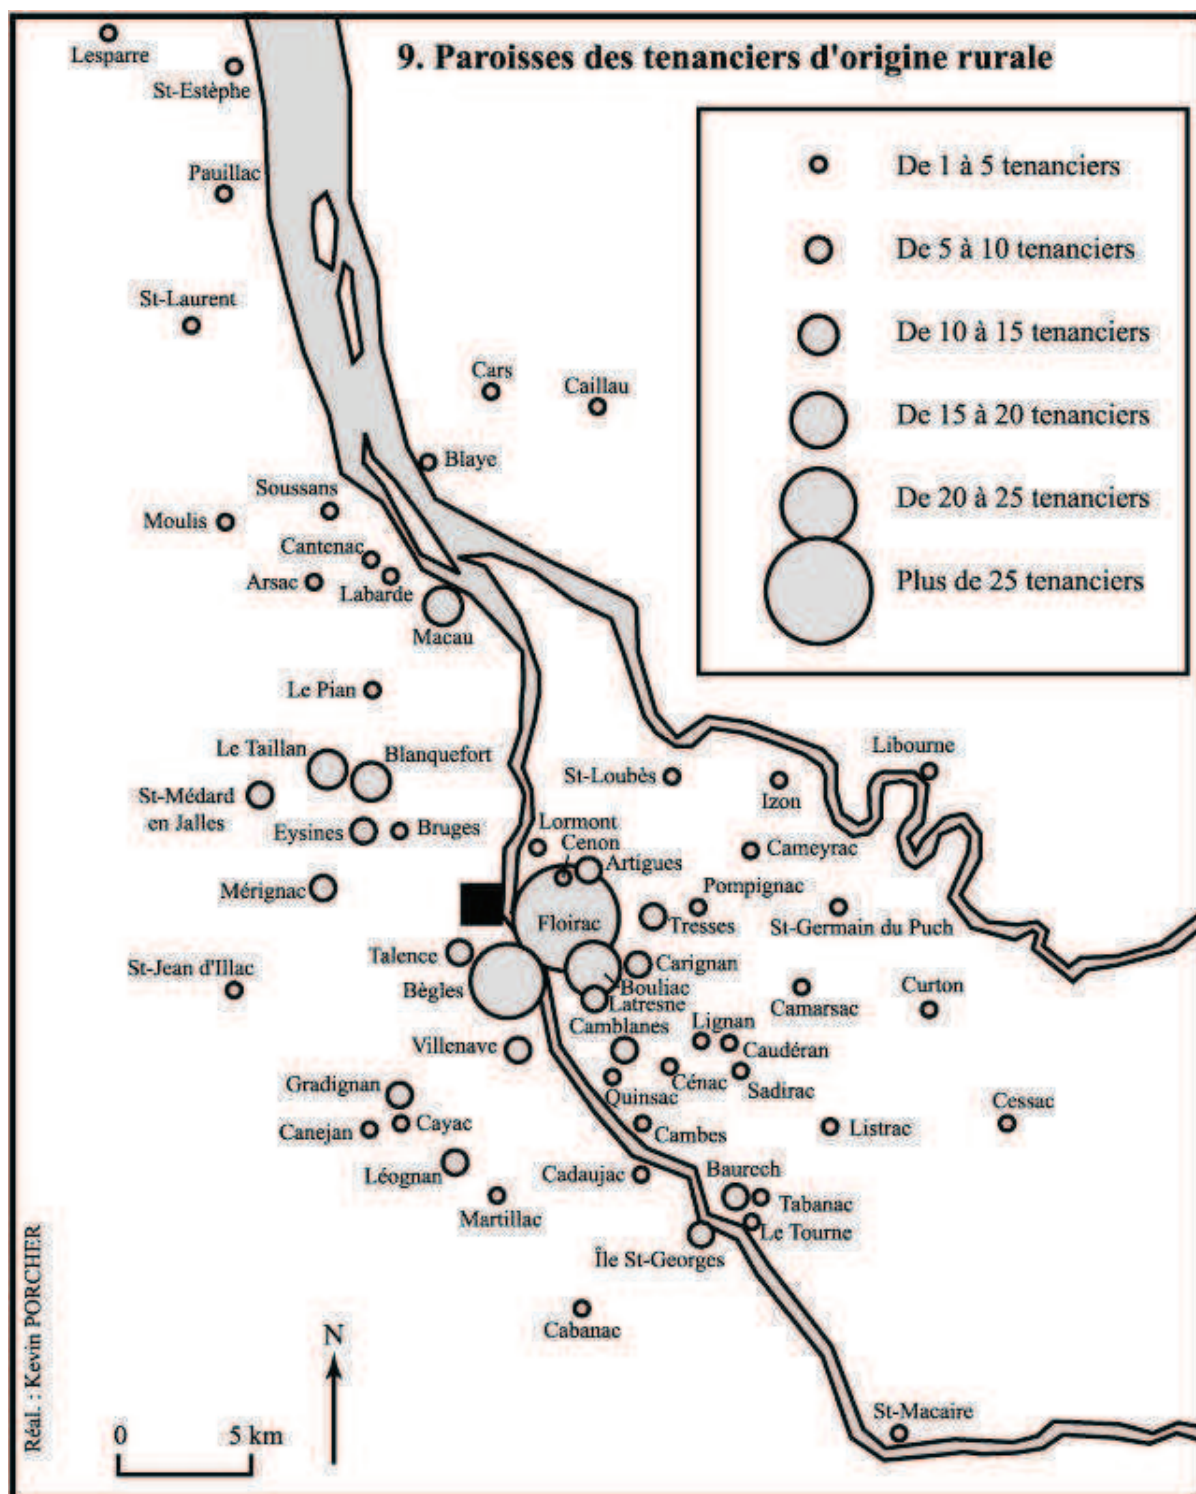 9. Paroisses des tenanciers d'origine rurale
De 1 à 5 tenanciers
De 5 à 10 tenanciers
De 10 à 15 tenanciers
De 15 à 20 tenanciers
De 20 à 25 tenanciers
Plus de 25 tenanciers
Lesparre
St-Estèphe
Pauillac
St-Laurent
Cars
Caillau
Blaye
Soussans
Moulis
Cantenac
Arsac
Labarde
Macau
Le Pian
Le Taillan
Blanquefort
St-Médard
en Jalles
Eysines
Bruges
Mérignac
Libourne
St-Loubès
Izon
Lormont
Cenon
Artigues
Cameyrac
Pompignac
Floirac
Tresses
St-Germain du Puch
Talence
Carignan
St-Jean d'Illac
Bègles
Bouliac
Latresne
Camarsac
Curton
Camblanes
Lignan
Villenave
Caudéran
Cénac
Sadirac
Quinsac
Gradignan
Cayac
Canejan
Cambes
Listrac
Cessac
Léognan
Cadaujac
Baurech
Tabanac
Martillac
Le Tourne
Île St-Georges
Cabanac
St-Macaire
N
0 5 km
Réal. : Kevin PORCHER